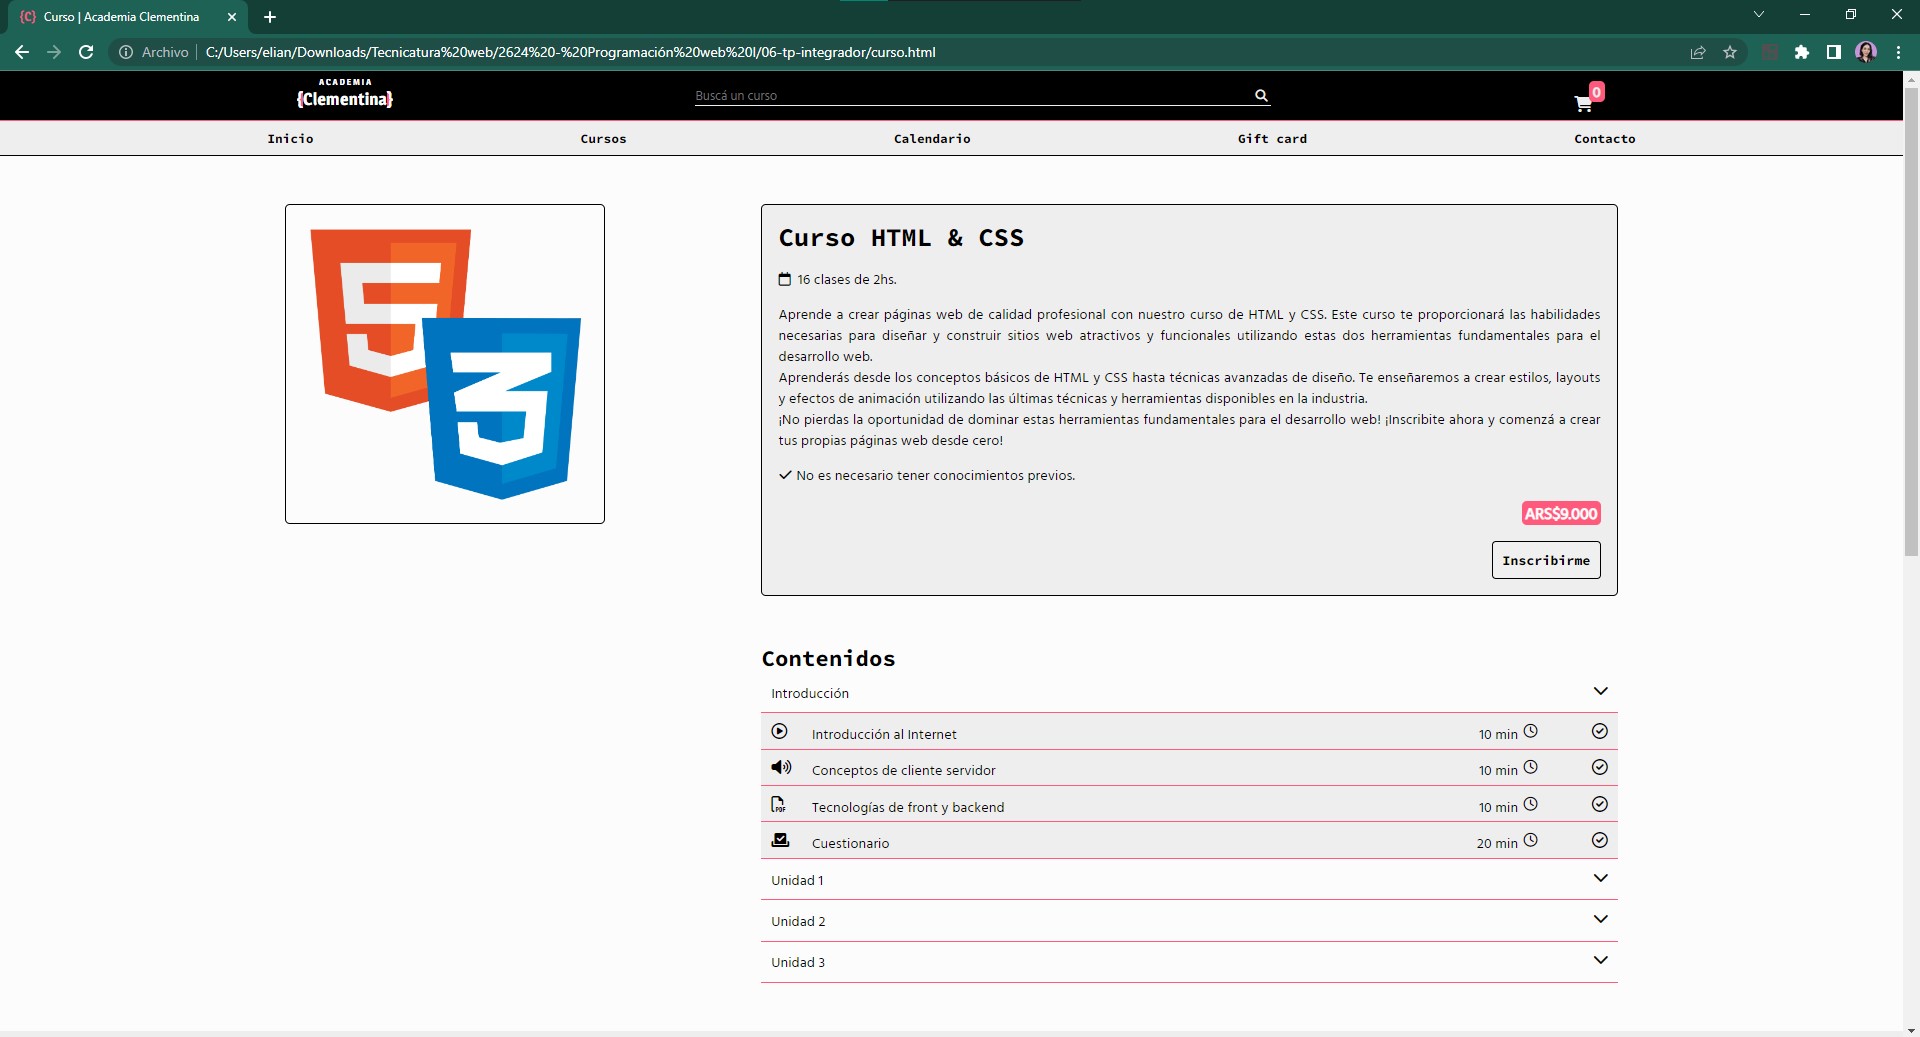 Curso | Academia Clementina
Archivo
C:/Users/elian/Downloads/Tecnicatura%20web/2624%20-%20Programación%20web%20I/06-tp-integrador/curso.html
ACADEMIA
{Clementina}
Buscá un curso
0
Inicio
Cursos
Calendario
Gift card
Contacto
Curso HTML & CSS
16 clases de 2hs.
Aprende a crear páginas web de calidad profesional con nuestro curso de HTML y CSS. Este curso te proporcionará las habilidades
necesarias para diseñar y construir sitios web atractivos y funcionales utilizando estas dos herramientas fundamentales para el
desarrollo web.
Aprenderás desde los conceptos básicos de HTML y CSS hasta técnicas avanzadas de diseño. Te enseñaremos a crear estilos, layouts
y efectos de animación utilizando las últimas técnicas y herramientas disponibles en la industria.
¡No pierdas la oportunidad de dominar estas herramientas fundamentales para el desarrollo web! ¡Inscribite ahora y comenzá a crear
tus propias páginas web desde cero!
No es necesario tener conocimientos previos.
ARS$9.000
Inscribirme
Contenidos
Introducción
Introducción al Internet 10 min
Conceptos de cliente servidor 10 min
PDF Tecnologías de front y backend 10 min
Cuestionario 20 min
Unidad 1
Unidad 2
Unidad 3